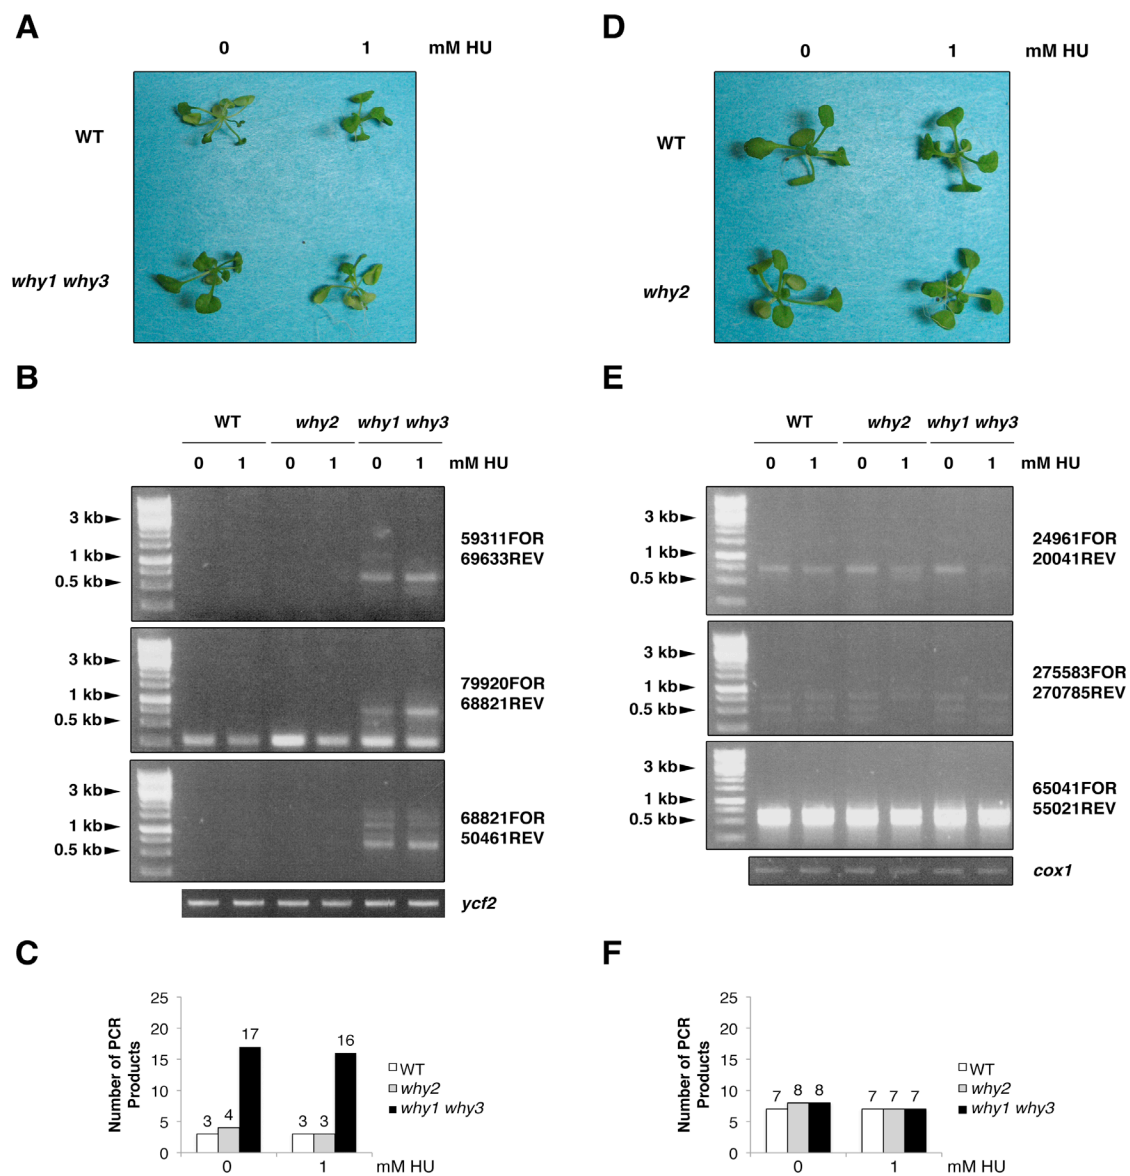 A
0 1 mM HU
WT
why1 why3
D
0 1 mM HU
WT
why2
B
WT why2 why1 why3
0 1 0 1 0 1 mM HU
3 kb
1 kb
0.5 kb
59311FOR
69633REV
3 kb
1 kb
0.5 kb
79920FOR
68821REV
3 kb
1 kb
0.5 kb
68821FOR
50461REV
ycf2
E
WT why2 why1 why3
0 1 0 1 0 1 mM HU
3 kb
1 kb
0.5 kb
24961FOR
20041REV
3 kb
1 kb
0.5 kb
275583FOR
270785REV
3 kb
1 kb
0.5 kb
65041FOR
55021REV
cox1
C
Number of PCR
Products
25
20
15
10
5
0
3 4 17
3 3 16
0 1 mM HU
WT
why2
why1 why3
F
Number of PCR
Products
25
20
15
10
5
0
7 8 8
7 7 7
0 1 mM HU
WT
why2
why1 why3